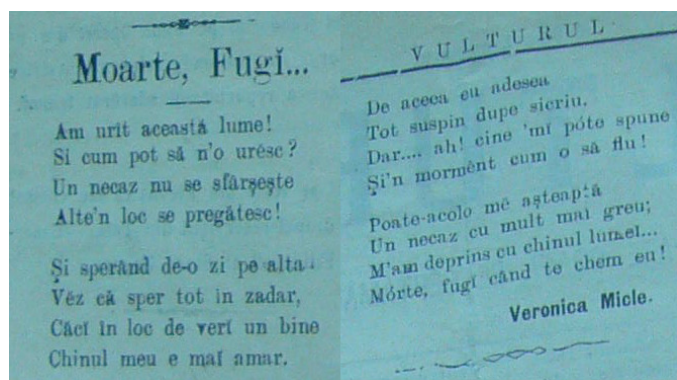 Moarte, Fugĭ...
Am urît această lume!
Si cum pot să n'o urésc?
Un necaz nu se sfârşeşte
Alte'n loc se pregătesc!
Şi sperând de-o zi pe alta
Véz că sper tot in zadar,
Căcĭ în loc de verĭ un bine
Chinul meu e maĭ amar.
VULTURUL
De aceea eu adesea
Tot suspin dupe sicriu,
Dar.... ah! cine 'mĭ póte spune
Şi'n mormênt cum o să fiu!
Poate-acolo mĕ aşteaptă
Un necaz cu mult maĭ greu;
M'am deprins cu chinul lumeĭ...
Mórte, fugĭ când te chem eu!
Veronica Micle.